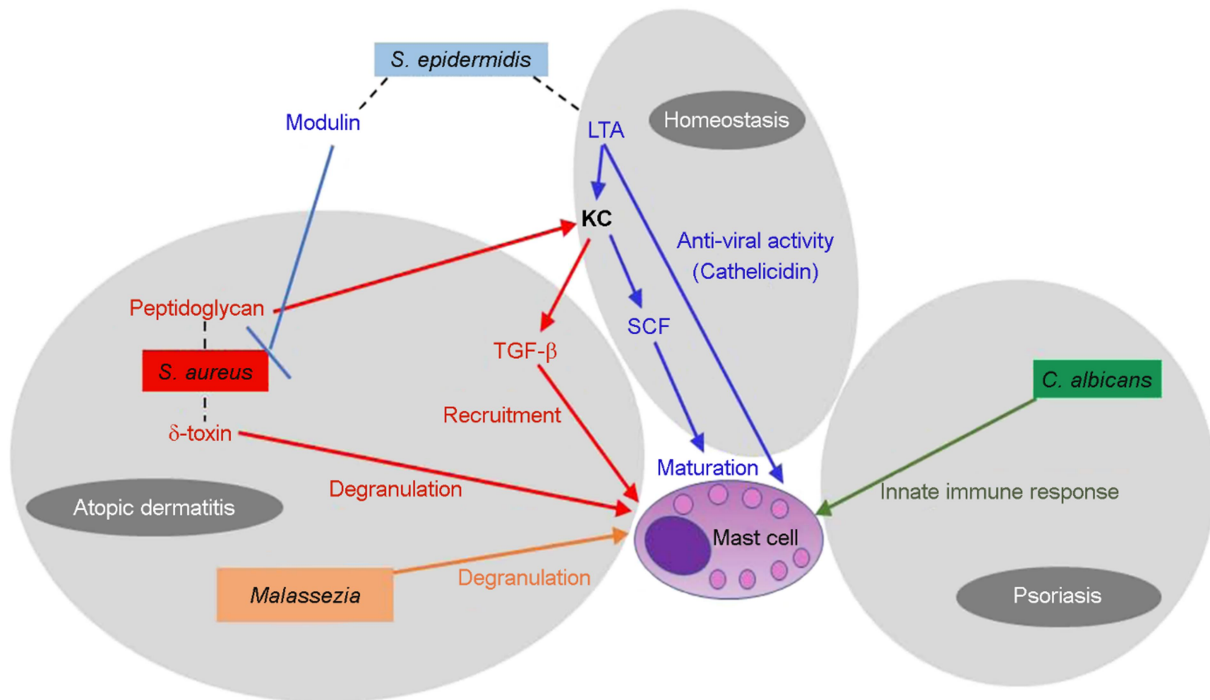 S. epidermidis
Modulin
LTA
Homeostasis
KC
Anti-viral activity
(Cathelicidin)
Peptidoglycan
SCF
TGF-β
S. aureus
C. albicans
Recruitment
δ-toxin
Maturation
Degranulation
Innate immune response
Atopic dermatitis
Mast cell
Degranulation
Malassezia
Psoriasis